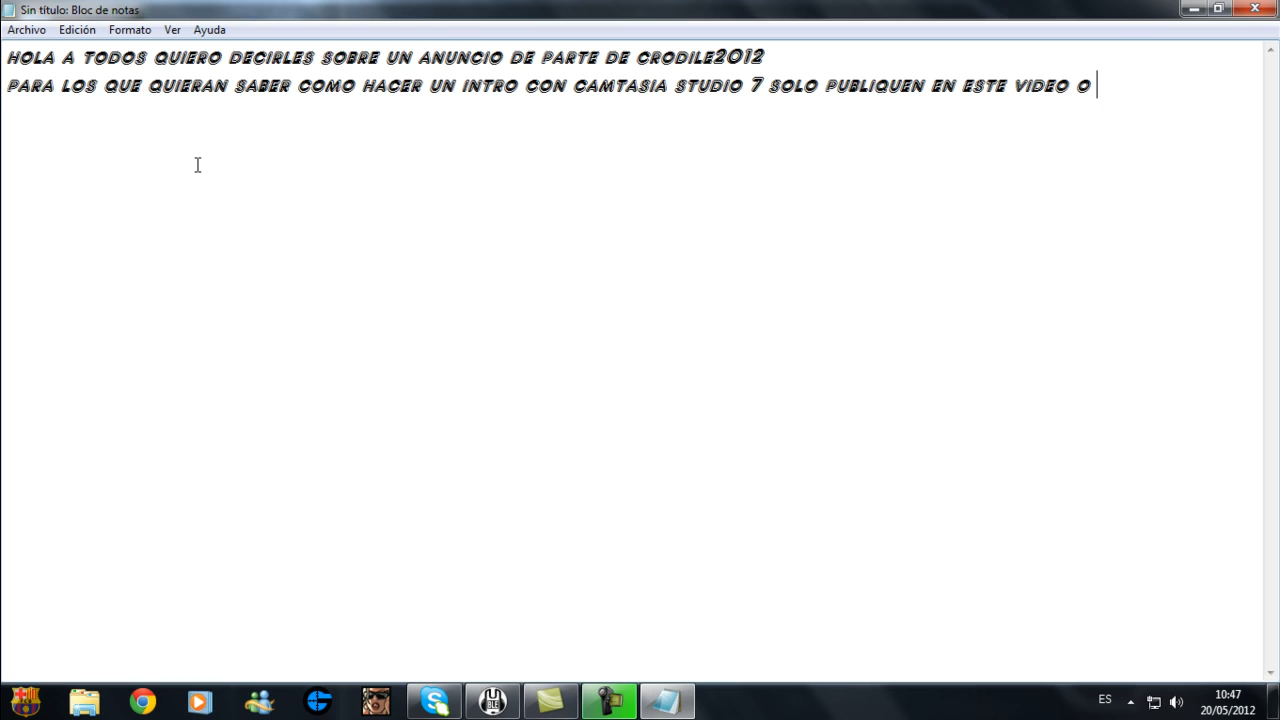 Sin título: Bloc de notas
Archivo Edición Formato Ver Ayuda
HOLA A TODOS QUIERO DECIRLES SOBRE UN ANUNCIO DE PARTE DE CRODILE2012
PARA LOS QUE QUIERAN SABER COMO HACER UN INTRO CON CAMTASIA STUDIO 7 SOLO PUBLIQUEN EN ESTE VIDEO O
ES
10:47
20/05/2012